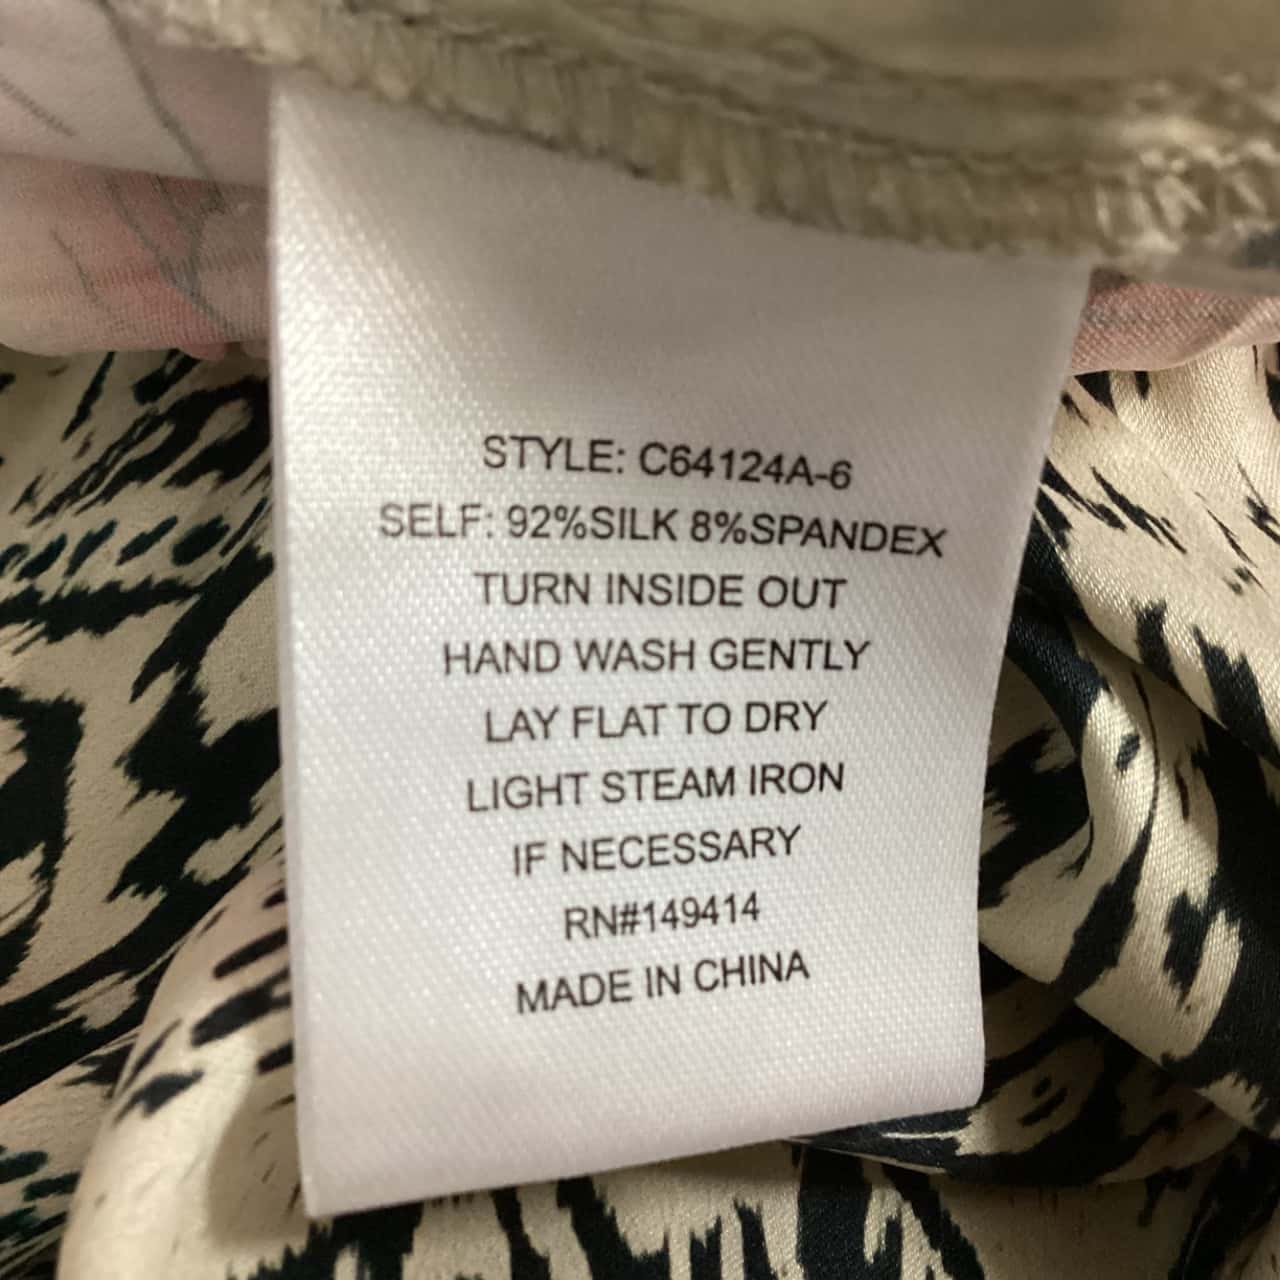 STYLE: C64124A-6
SELF: 92%SILK 8%SPANDEX
TURN INSIDE OUT
HAND WASH GENTLY
LAY FLAT TO DRY
LIGHT STEAM IRON
IF NECESSARY
RN#149414
MADE IN CHINA